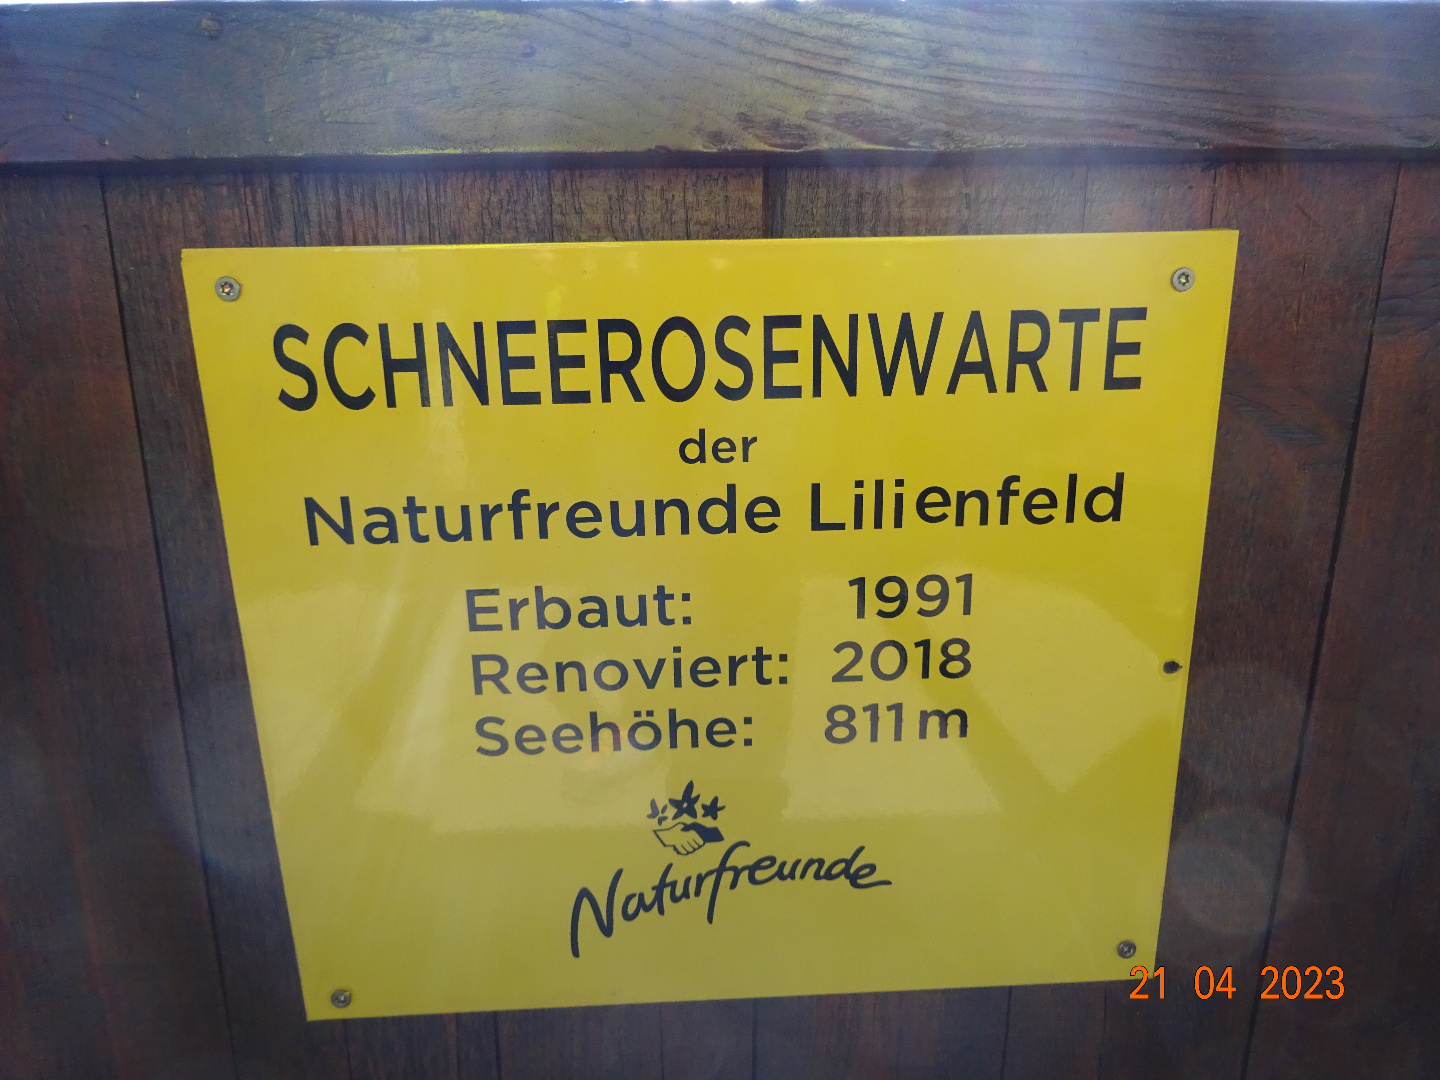 SCHNEEROSENWARTE
der
Naturfreunde Lilienfeld
Erbaut: 1991
Renoviert: 2018
Seehöhe: 811m
Naturfreunde
21 04 2023